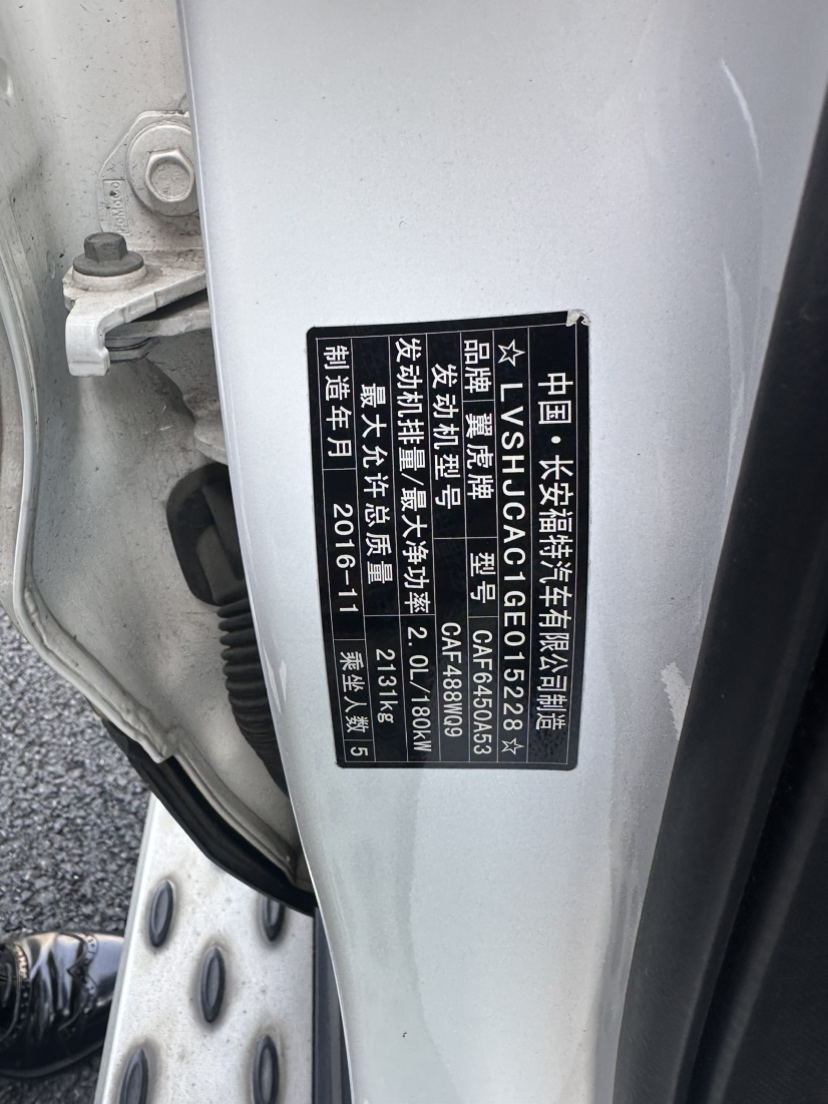 中国·长安福特汽车有限公司制造
☆LVSHJCAC1GE015228☆
品牌 翼虎牌 型号 CAF6450A53
发动机型号 CAF488WQ9
发动机排量/最大净功率 2.0L/180kW
最大允许总质量 2131kg
制造年月 2016-11 乘坐人数 5